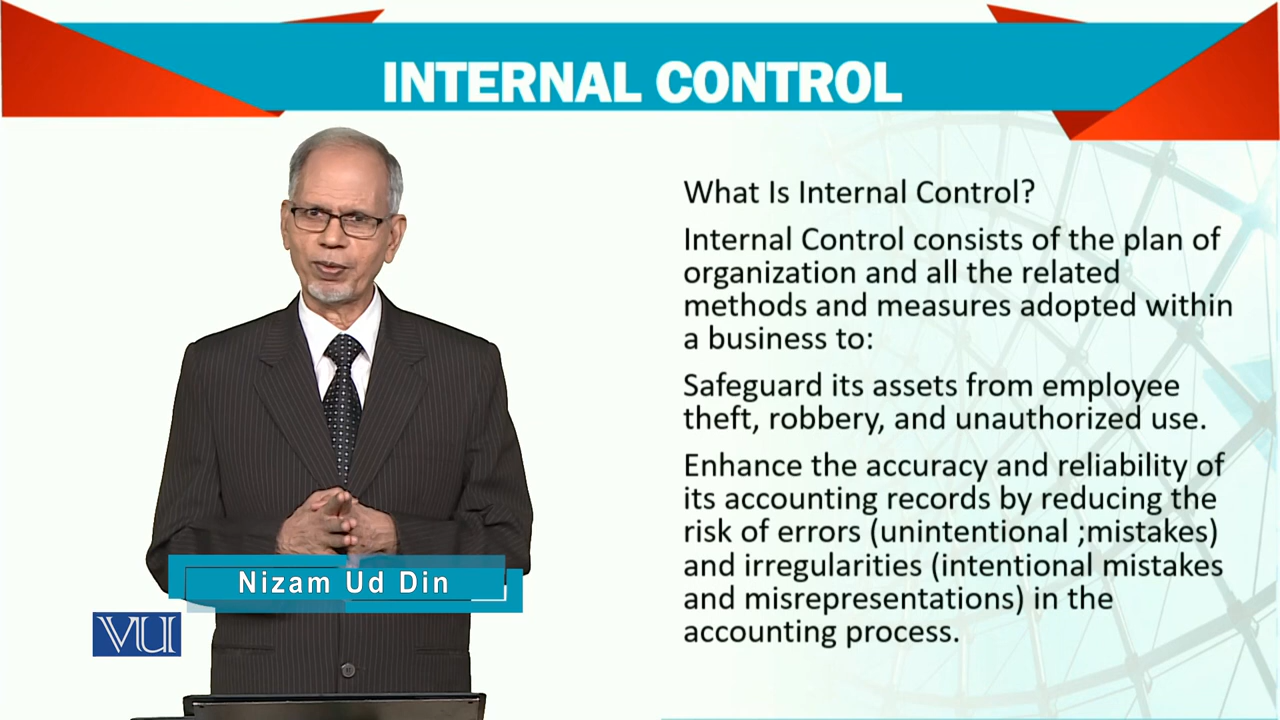 INTERNAL CONTROL
What Is Internal Control?
Internal Control consists of the plan of
organization and all the related
methods and measures adopted within
a business to:
Safeguard its assets from employee
theft, robbery, and unauthorized use.
Enhance the accuracy and reliability of
its accounting records by reducing the
risk of errors (unintentional ;mistakes)
and irregularities (intentional mistakes
and misrepresentations) in the
accounting process.
Nizam Ud Din
VU